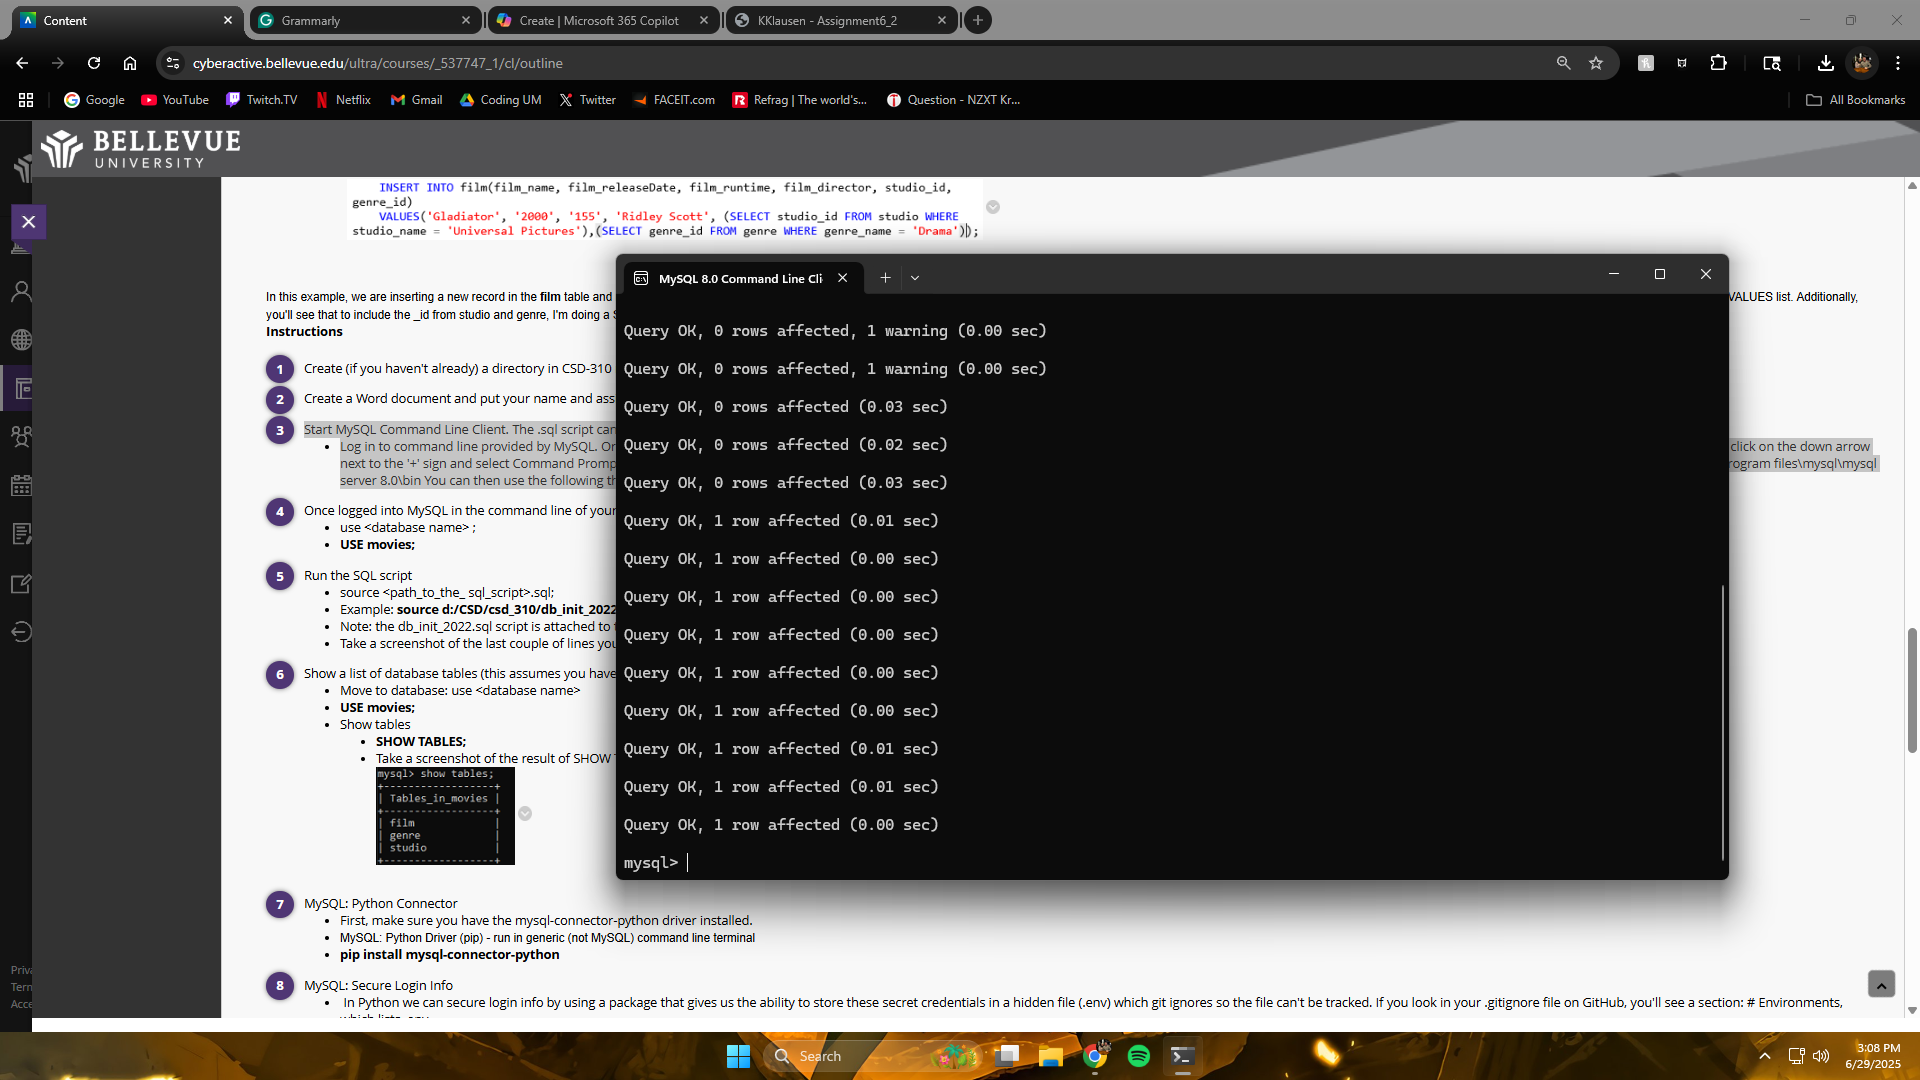 Content
Grammarly
Create | Microsoft 365 Copilot
KKlausen - Assignment6_2
cyberactive.bellevue.edu/ultra/courses/_537747_1/cl/outline
Google
YouTube
Twitch.TV
Netflix
Gmail
Coding UM
Twitter
FACEIT.com
Refrag | The world's...
Question - NZXT Kr...
All Bookmarks
BELLEVUE
UNIVERSITY
INSERT INTO film(film_name, film_releaseDate, film_runtime, film_director, studio_id,
genre_id)
VALUES('Gladiator', '2000', '155', 'Ridley Scott', (SELECT studio_id FROM studio WHERE
studio_name = 'Universal Pictures'),(SELECT genre_id FROM genre WHERE genre_name = 'Drama'));
In this example, we are inserting a new record in the film table and
VALUES list. Additionally,
you'll see that to include the _id from studio and genre, I'm doing a
Instructions
1 Create (if you haven't already) a directory in CSD-310
2 Create a Word document and put your name and ass
3 Start MySQL Command Line Client. The .sql script can
Log in to command line provided by MySQL. On
click on the down arrow
next to the '+' sign and select Command Promp
rogram files\mysql\mysql
server 8.0\bin You can then use the following th
4 Once logged into MySQL in the command line of your
use <database name> ;
USE movies;
5 Run the SQL script
source <path_to_the_ sql_script>.sql;
Example: source d:/CSD/csd_310/db_init_2022
Note: the db_init_2022.sql script is attached to
Take a screenshot of the last couple of lines you
6 Show a list of database tables (this assumes you have
Move to database: use <database name>
USE movies;
Show tables
SHOW TABLES;
Take a screenshot of the result of SHOW
mysql> show tables;
+------------------+
| Tables_in_movies |
+------------------+
| film |
| genre |
| studio |
+------------------+
7 MySQL: Python Connector
First, make sure you have the mysql-connector-python driver installed.
MySQL: Python Driver (pip) - run in generic (not MySQL) command line terminal
pip install mysql-connector-python
8 MySQL: Secure Login Info
In Python we can secure login info by using a package that gives us the ability to store these secret credentials in a hidden file (.env) which git ignores so the file can't be tracked. If you look in your .gitignore file on GitHub, you'll see a section: # Environments,
Priva
Term
Acce
MySQL 8.0 Command Line Cli
Query OK, 0 rows affected, 1 warning (0.00 sec)
Query OK, 0 rows affected, 1 warning (0.00 sec)
Query OK, 0 rows affected (0.03 sec)
Query OK, 0 rows affected (0.02 sec)
Query OK, 0 rows affected (0.03 sec)
Query OK, 1 row affected (0.01 sec)
Query OK, 1 row affected (0.00 sec)
Query OK, 1 row affected (0.00 sec)
Query OK, 1 row affected (0.00 sec)
Query OK, 1 row affected (0.00 sec)
Query OK, 1 row affected (0.00 sec)
Query OK, 1 row affected (0.01 sec)
Query OK, 1 row affected (0.01 sec)
Query OK, 1 row affected (0.00 sec)
mysql>
Search
3:08 PM
6/29/2025